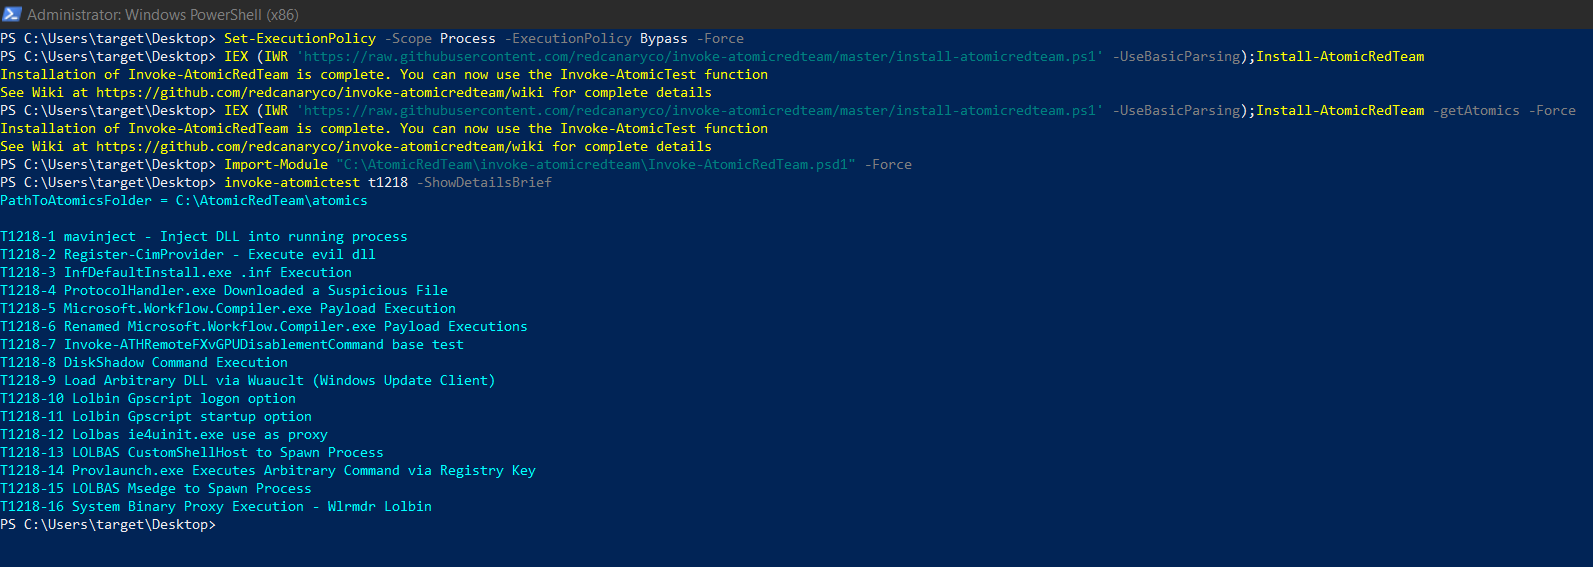 Administrator: Windows PowerShell (x86)
PS C:\Users\target\Desktop> Set-ExecutionPolicy -Scope Process -ExecutionPolicy Bypass -Force
PS C:\Users\target\Desktop> IEX (IWR 'https://raw.githubusercontent.com/redcanaryco/invoke-atomicredteam/master/install-atomicredteam.ps1' -UseBasicParsing);Install-AtomicRedTeam
Installation of Invoke-AtomicRedTeam is complete. You can now use the Invoke-AtomicTest function
See Wiki at https://github.com/redcanaryco/invoke-atomicredteam/wiki for complete details
PS C:\Users\target\Desktop> IEX (IWR 'https://raw.githubusercontent.com/redcanaryco/invoke-atomicredteam/master/install-atomicredteam.ps1' -UseBasicParsing);Install-AtomicRedTeam -getAtomics -Force
Installation of Invoke-AtomicRedTeam is complete. You can now use the Invoke-AtomicTest function
See Wiki at https://github.com/redcanaryco/invoke-atomicredteam/wiki for complete details
PS C:\Users\target\Desktop> Import-Module "C:\AtomicRedTeam\invoke-atomicredteam\Invoke-AtomicRedTeam.psd1" -Force
PS C:\Users\target\Desktop> invoke-atomictest t1218 -ShowDetailsBrief
PathToAtomicsFolder = C:\AtomicRedTeam\atomics
T1218-1 mavinject - Inject DLL into running process
T1218-2 Register-CimProvider - Execute evil dll
T1218-3 InfDefaultInstall.exe .inf Execution
T1218-4 ProtocolHandler.exe Downloaded a Suspicious File
T1218-5 Microsoft.Workflow.Compiler.exe Payload Execution
T1218-6 Renamed Microsoft.Workflow.Compiler.exe Payload Executions
T1218-7 Invoke-ATHRemoteFXvGPUDisablementCommand base test
T1218-8 DiskShadow Command Execution
T1218-9 Load Arbitrary DLL via Wuauclt (Windows Update Client)
T1218-10 Lolbin Gpscript logon option
T1218-11 Lolbin Gpscript startup option
T1218-12 Lolbas ie4uinit.exe use as proxy
T1218-13 LOLBAS CustomShellHost to Spawn Process
T1218-14 Provlaunch.exe Executes Arbitrary Command via Registry Key
T1218-15 LOLBAS Msedge to Spawn Process
T1218-16 System Binary Proxy Execution - Wlrmdr Lolbin
PS C:\Users\target\Desktop>